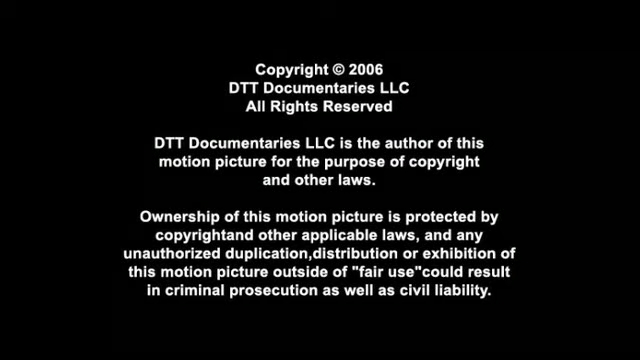 Copyright © 2006
DTT Documentaries LLC
All Rights Reserved
DTT Documentaries LLC is the author of this
motion picture for the purpose of copyright
and other laws.
Ownership of this motion picture is protected by
copyrightand other applicable laws, and any
unauthorized duplication,distribution or exhibition of
this motion picture outside of "fair use"could result
in criminal prosecution as well as civil liability.